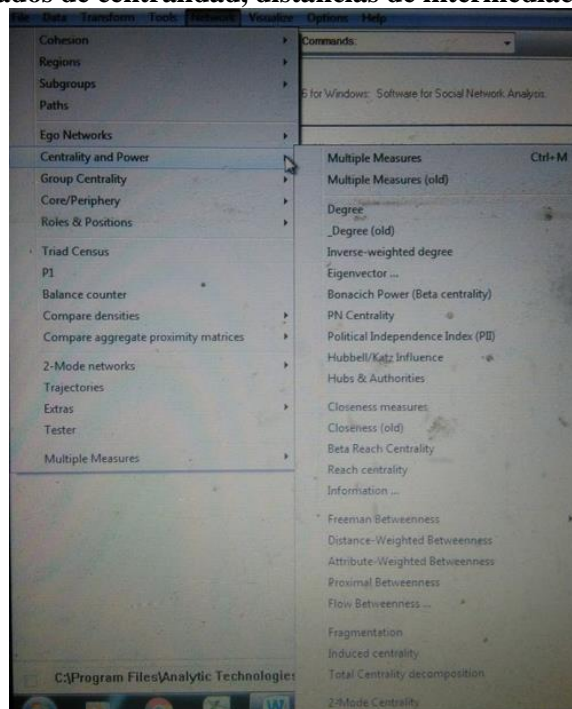 ados de centralidad, distancias de intermediac
File Data Transform Tools Network Visualize Options Help
Cohesion
Regions
Subgroups
Paths
Ego Networks
Centrality and Power
Group Centrality
Core/Periphery
Roles & Positions
Triad Census
P1
Balance counter
Compare densities
Compare aggregate proximity matrices
2-Mode networks
Trajectories
Extras
Tester
Multiple Measures
Commands:
6 for Windows: Software for Social Network Analysis
Multiple Measures Ctrl+M
Multiple Measures (old)
Degree
_Degree (old)
Inverse-weighted degree
Eigenvector ...
Bonacich Power (Beta centrality)
PN Centrality
Political Independence Index (PII)
Hubbell/Katz Influence
Hubs & Authorities
Closeness measures
Closeness (old)
Beta Reach Centrality
Reach centrality
Information ...
Freeman Betweenness
Distance-Weighted Betweenness
Attribute-Weighted Betweenness
Proximal Betweenness
Flow Betweenness ...
Fragmentation
Induced centrality
Total Centrality decomposition
2-Mode Centrality
C:\Program Files\Analytic Technologies
W